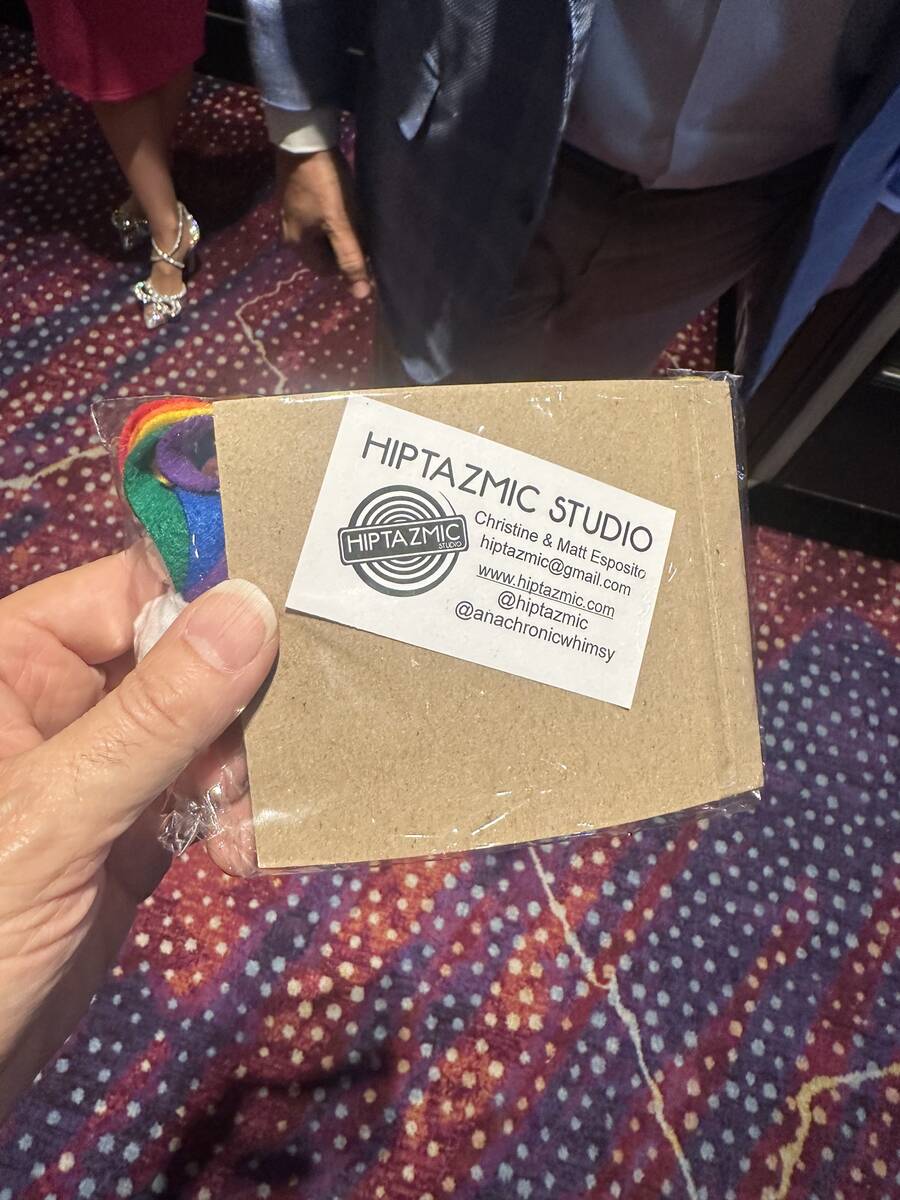 HIPTAZMIC STUDIO
HIPTAZMIC
STUDIO
Christine & Matt Esposito
hiptazmic@gmail.com
www.hiptazmic.com
@hiptazmic
@anachronicwhimsy